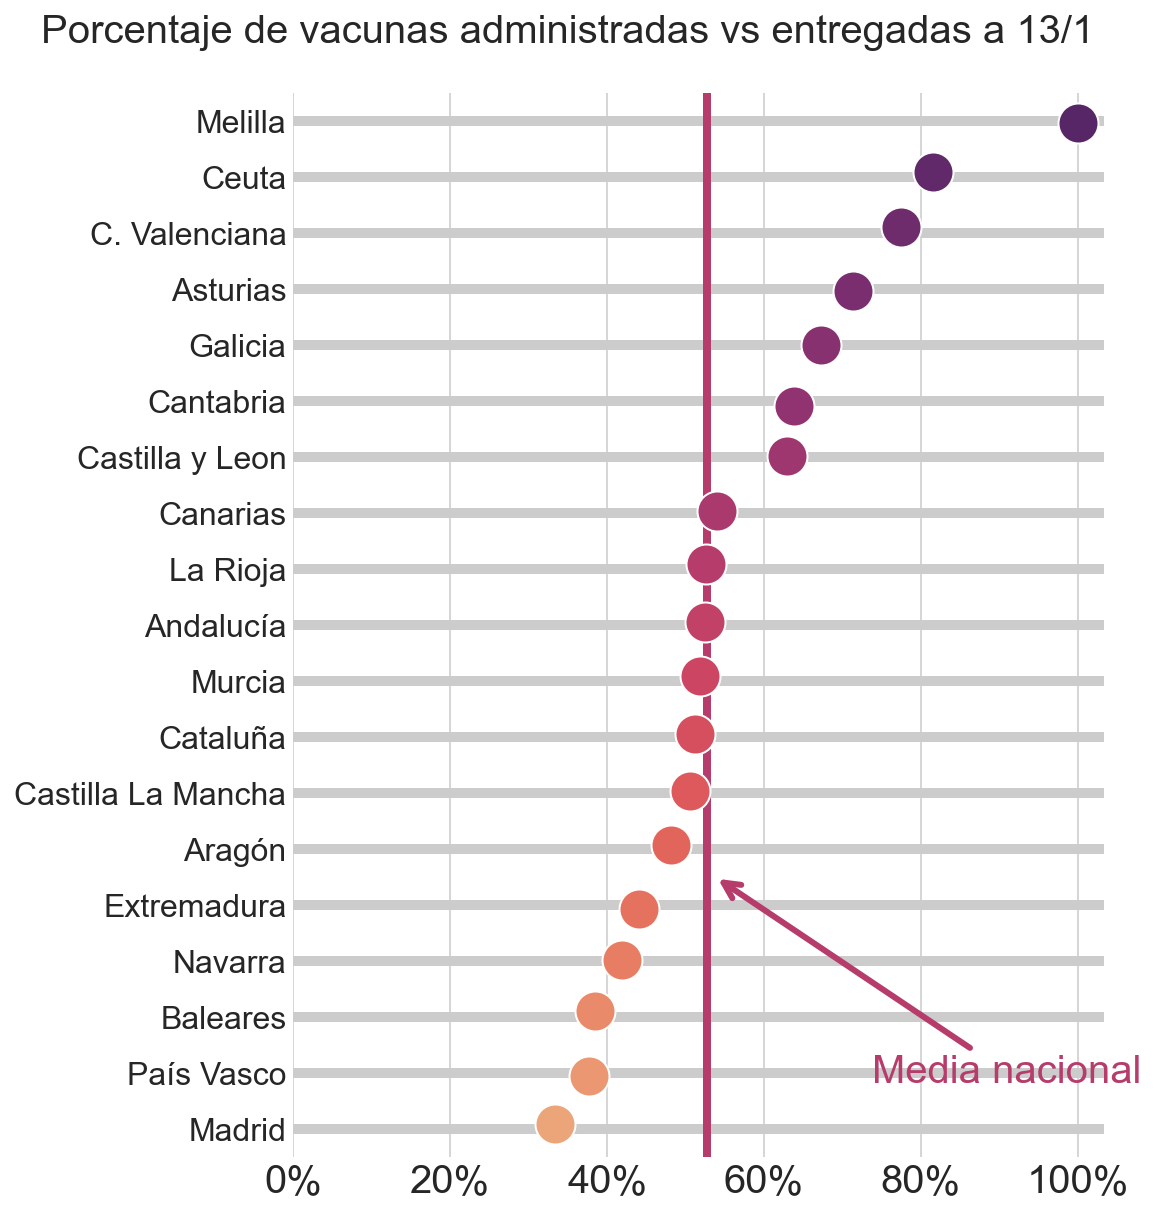 Porcentaje de vacunas administradas vs entregadas a 13/1
Melilla
Ceuta
C. Valenciana
Asturias
Galicia
Cantabria
Castilla y Leon
Canarias
La Rioja
Andalucía
Murcia
Cataluña
Castilla La Mancha
Aragón
Extremadura
Navarra
Baleares
País Vasco
Media nacional
Madrid
0% 20% 40% 60% 80% 100%